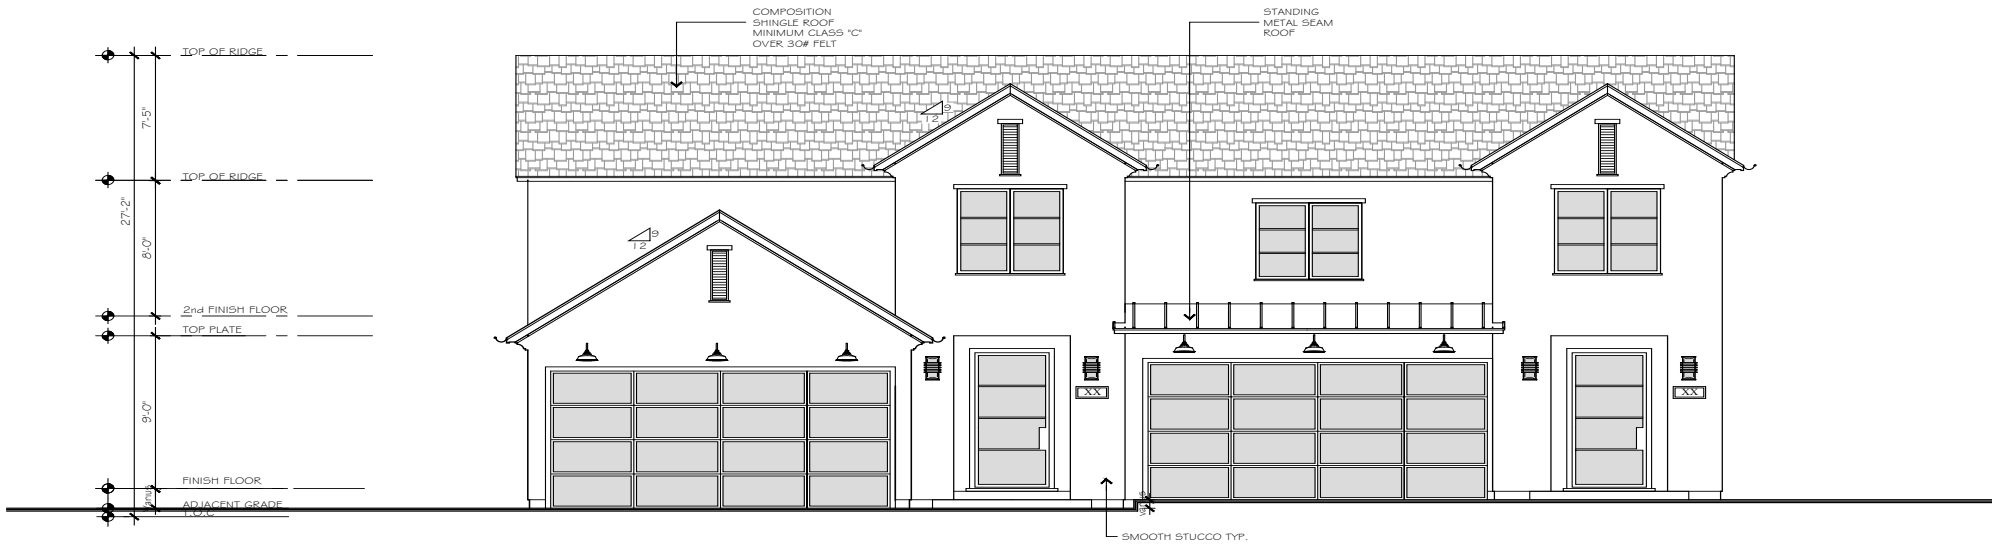 COMPOSITION
SHINGLE ROOF
MINIMUM CLASS "C"
OVER 30# FELT
STANDING
METAL SEAM
ROOF
TOP OF RIDGE
7'-5"
9
12
TOP OF RIDGE
27'-2"
8'-0"
9
12
2nd FINISH FLOOR
TOP PLATE
9'-0"
XX
XX
FINISH FLOOR
Varius
ADJACENT GRADE
T.O.C
SMOOTH STUCCO TYP.